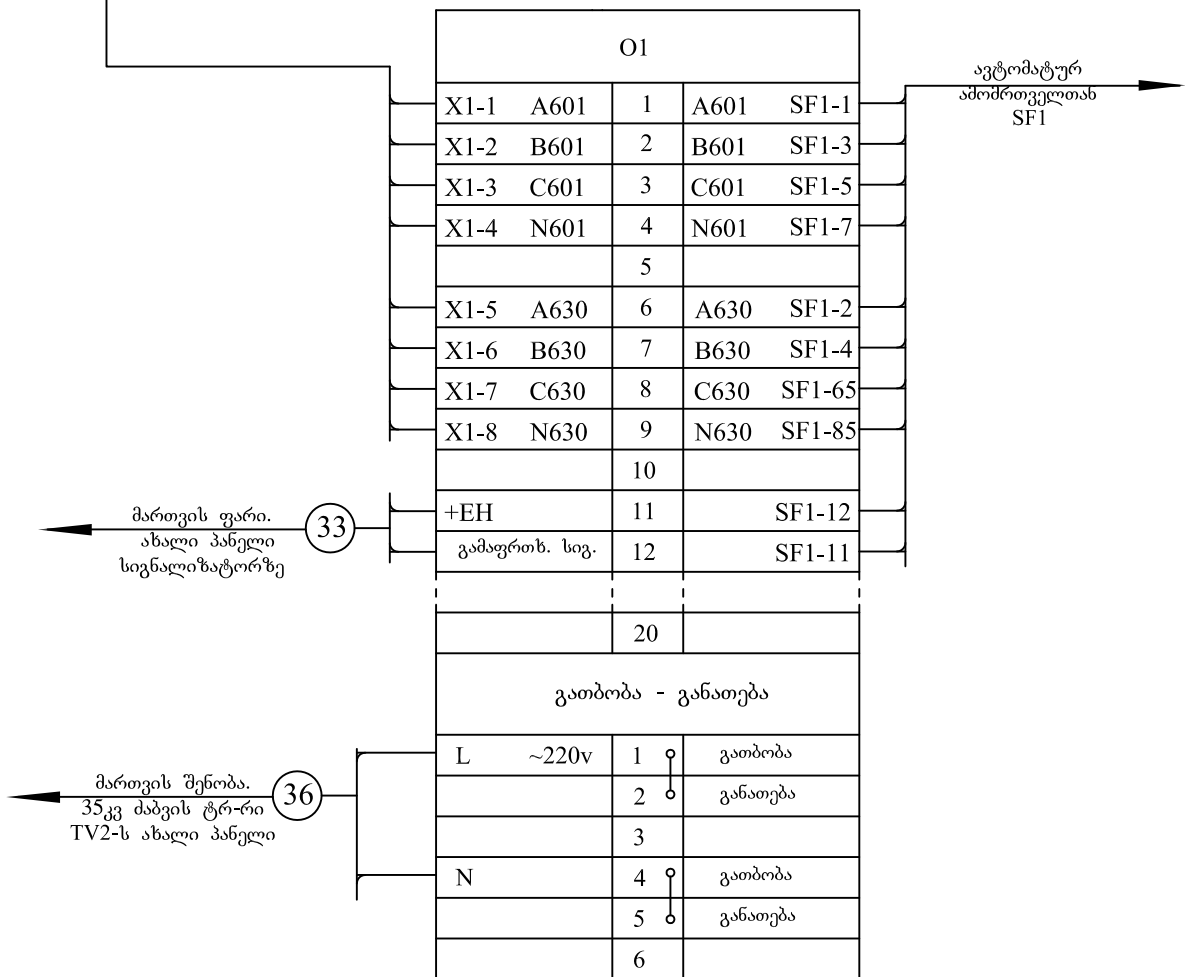 O1
X1-1 A601 1 A601 SF1-1
X1-2 B601 2 B601 SF1-3
X1-3 C601 3 C601 SF1-5
X1-4 N601 4 N601 SF1-7
5
X1-5 A630 6 A630 SF1-2
X1-6 B630 7 B630 SF1-4
X1-7 C630 8 C630 SF1-65
X1-8 N630 9 N630 SF1-85
10
+EH 11 SF1-12
გამაფრთხ. სიგ. 12 SF1-11
20
გათბობა - განათება
L ~220v 1 გათბობა
2 განათება
3
N 4 გათბობა
5 განათება
6
ავტომატურ
ამომრთველთან
SF1
მართვის ფარი.
ახალი პანელი
სიგნალიზატორზე
33
მართვის შენობა.
35კვ ძაბვის ტრ-რი
TV2-ს ახალი პანელი
36